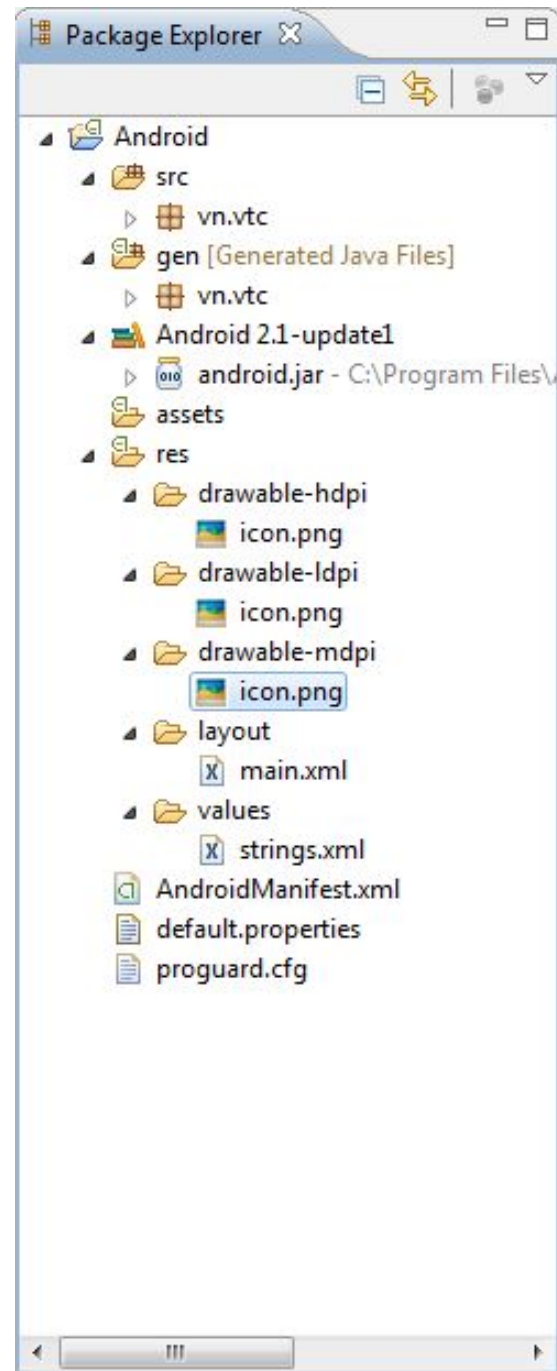 Package Explorer
Android
src
vn.vtc
gen [Generated Java Files]
vn.vtc
Android 2.1-update1
android.jar - C:\Program Files\
assets
res
drawable-hdpi
icon.png
drawable-ldpi
icon.png
drawable-mdpi
icon.png
layout
main.xml
values
strings.xml
AndroidManifest.xml
default.properties
proguard.cfg